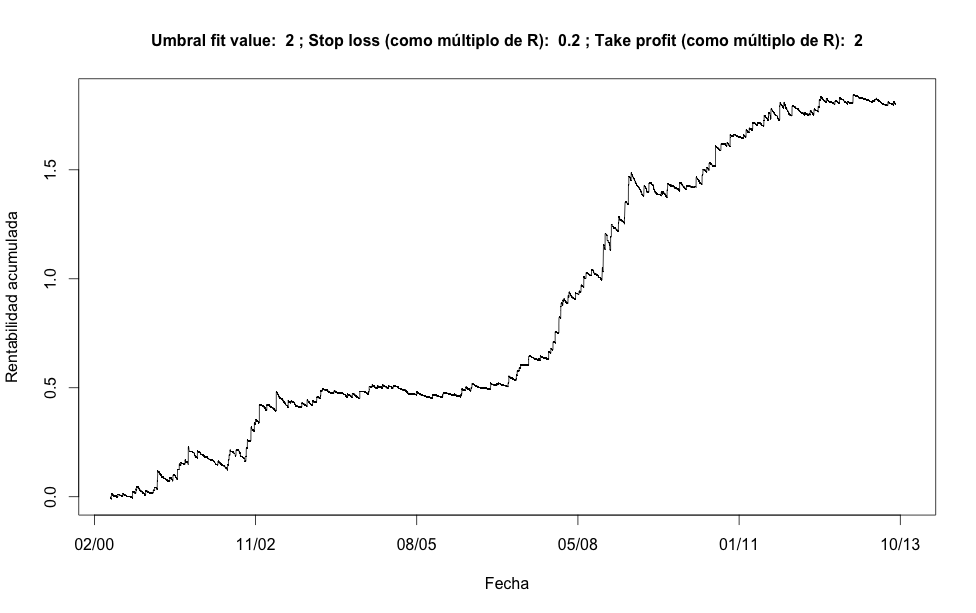 Umbral fit value:  2 ; Stop loss (como múltiplo de R):  0.2 ; Take profit (como múltiplo de R):  2
Rentabilidad acumulada
1.5
1.0
0.5
0.0
02/00 11/02 08/05 05/08 01/11 10/13
Fecha